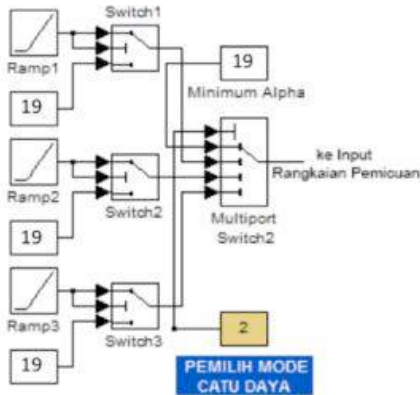 Switch1
Ramp1
19
19
Minimum Alpha
ke Input
Rangkaian Pemicuan
Ramp2
Switch2
19
Multiport
Switch2
Ramp3
Switch3
19
2
PEMILIH MODE
CATU DAYA